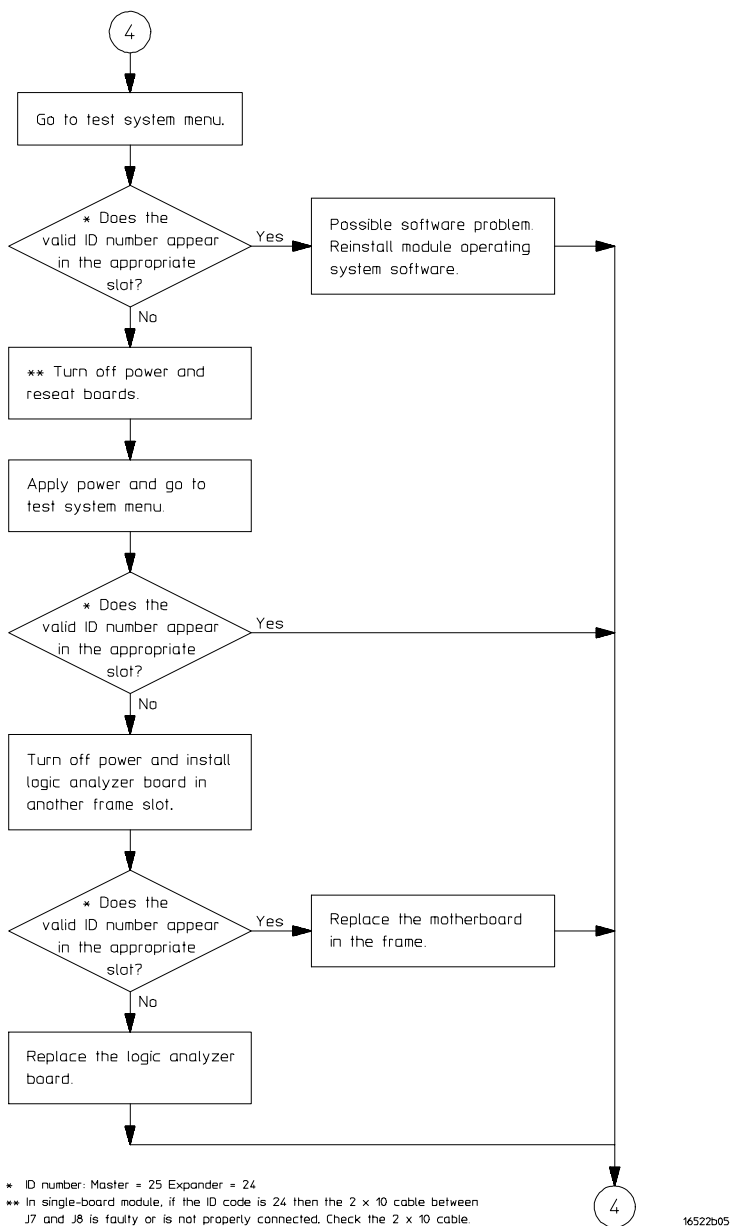 4
Go to test system menu.
* Does the
valid ID number appear
in the appropriate
slot?
Yes
Possible software problem.
Reinstall module operating
system software.
No
** Turn off power and
reseat boards.
Apply power and go to
test system menu.
* Does the
valid ID number appear
in the appropriate
slot?
Yes
No
Turn off power and install
logic analyzer board in
another frame slot.
* Does the
valid ID number appear
in the appropriate
slot?
Yes
Replace the motherboard
in the frame.
No
Replace the logic analyzer
board.
* ID number: Master = 25 Expander = 24
** In single-board module, if the ID code is 24 then the 2 x 10 cable between
J7 and J8 is faulty or is not properly connected. Check the 2 x 10 cable.
4
16522b05